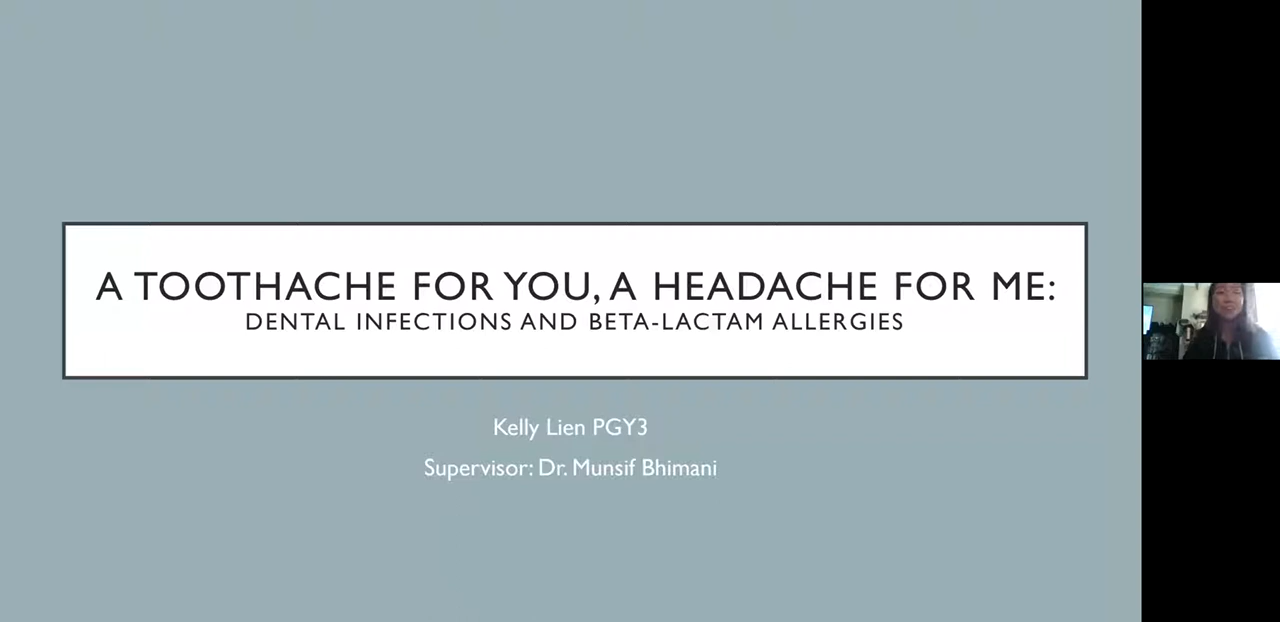 A TOOTHACHE FOR YOU, A HEADACHE FOR ME:
DENTAL INFECTIONS AND BETA-LACTAM ALLERGIES
Kelly Lien PGY3
Supervisor: Dr. Munsif Bhimani